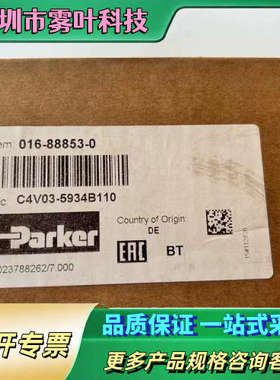 圳市雾叶科技
em 016-88853-0
c C4V03-5934B110
Country of Origin:
DE
Parker
EAC BT
023788262/7.000
开专票
品质保证 一站式采
更多产品规格咨询客